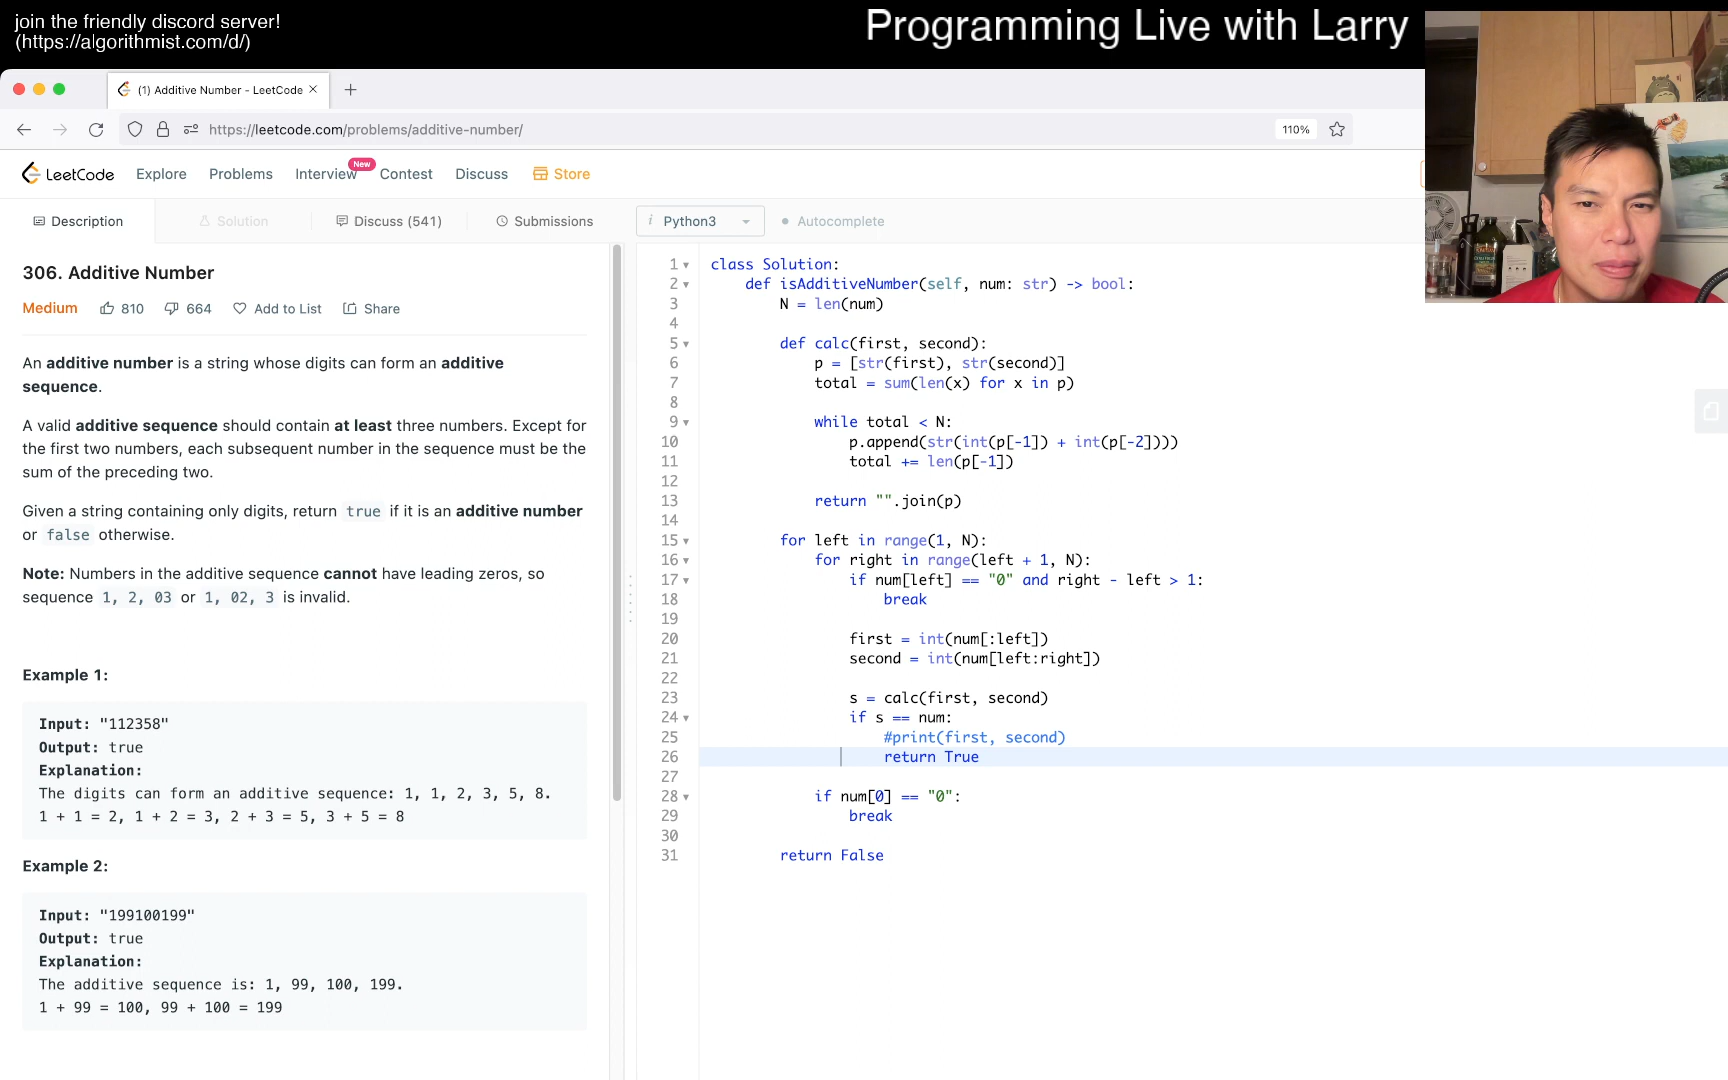 join the friendly discord server!
(https://algorithmist.com/d/)
Programming Live with Larry
(1) Additive Number - LeetCode
https://leetcode.com/problems/additive-number/
110%
LeetCode
Explore
Problems
Interview
New
Contest
Discuss
Store
Description
Solution
Discuss (541)
Submissions
i Python3
Autocomplete
306. Additive Number
Medium
810
664
Add to List
Share
An additive number is a string whose digits can form an additive
sequence.
A valid additive sequence should contain at least three numbers. Except for
the first two numbers, each subsequent number in the sequence must be the
sum of the preceding two.
Given a string containing only digits, return true if it is an additive number
or false otherwise.
Note: Numbers in the additive sequence cannot have leading zeros, so
sequence 1, 2, 03 or 1, 02, 3 is invalid.
Example 1:
Input: "112358"
Output: true
Explanation:
The digits can form an additive sequence: 1, 1, 2, 3, 5, 8.
1 + 1 = 2, 1 + 2 = 3, 2 + 3 = 5, 3 + 5 = 8
Example 2:
Input: "199100199"
Output: true
Explanation:
The additive sequence is: 1, 99, 100, 199.
1 + 99 = 100, 99 + 100 = 199
1 class Solution:
2     def isAdditiveNumber(self, num: str) -> bool:
3         N = len(num)
4
5         def calc(first, second):
6             p = [str(first), str(second)]
7             total = sum(len(x) for x in p)
8
9             while total < N:
10                 p.append(str(int(p[-1]) + int(p[-2])))
11                 total += len(p[-1])
12
13             return "".join(p)
14
15         for left in range(1, N):
16             for right in range(left + 1, N):
17                 if num[left] == "0" and right - left > 1:
18                     break
19
20                 first = int(num[:left])
21                 second = int(num[left:right])
22
23                 s = calc(first, second)
24                 if s == num:
25                     #print(first, second)
26                     return True
27
28             if num[0] == "0":
29                 break
30
31         return False